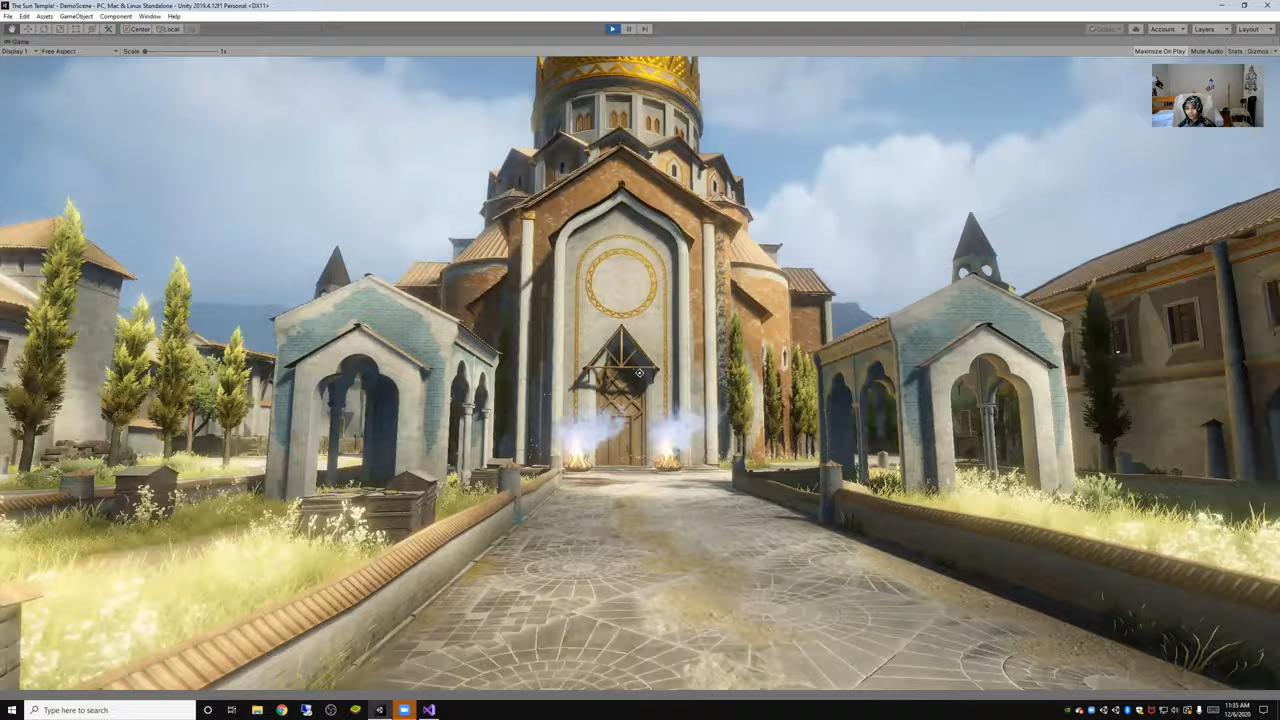 The Sun Temple! - DemoScene - PC, Mac & Linux Standalone - Unity 2019.4.12f1 Personal <DX11>
File Edit Assets GameObject Component Window Help
Center Local
Collab Account Layers Layout
Game
Display 1 Free Aspect Scale 1x Maximize On Play Mute Audio Stats Gizmos
Type here to search
11:35 AM
12/6/2020